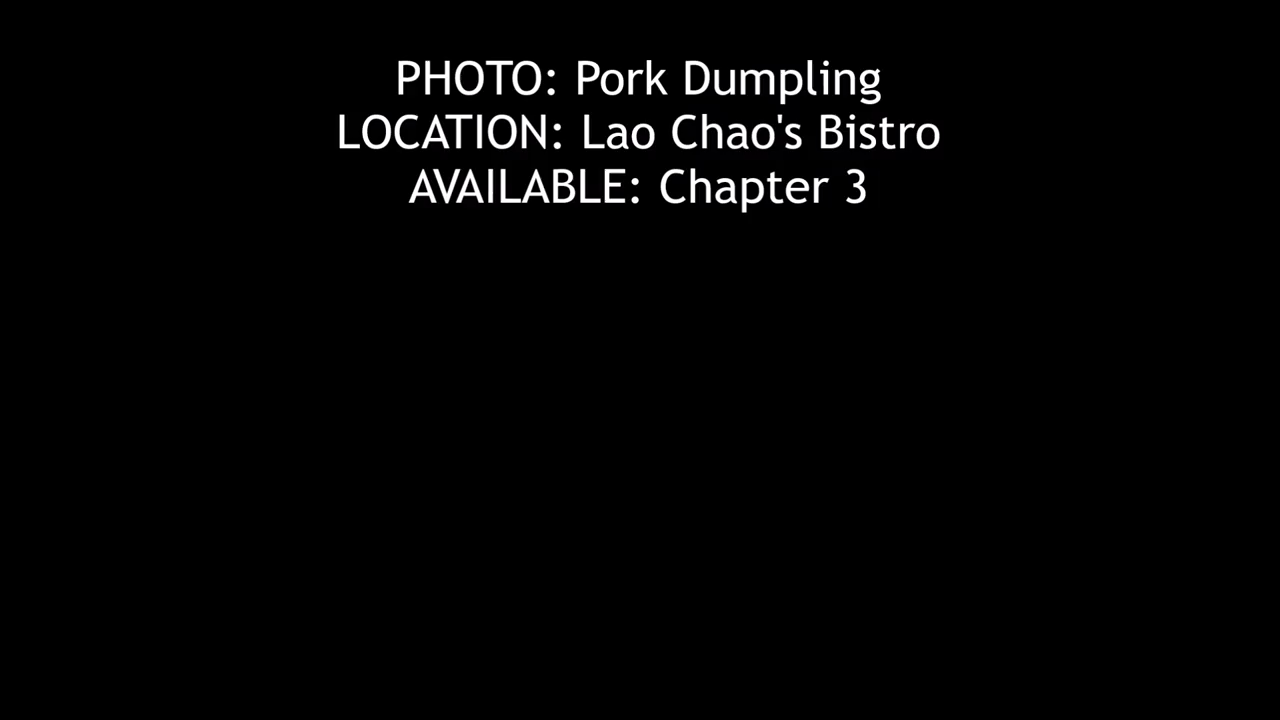 PHOTO: Pork Dumpling
LOCATION: Lao Chao's Bistro
AVAILABLE: Chapter 3